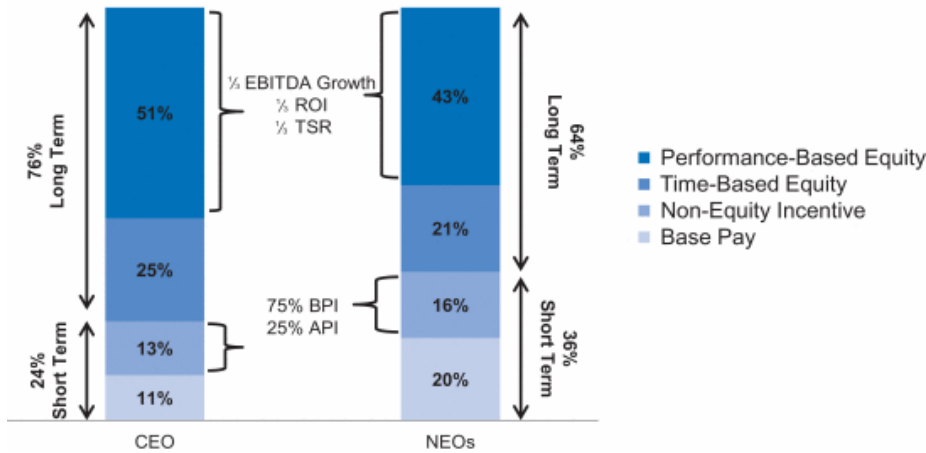 51%
25%
13%
11%
76%
Long Term
24%
Short Term
CEO
⅓ EBITDA Growth
⅓ ROI
⅓ TSR
75% BPI
25% API
43%
21%
16%
20%
64%
Long Term
36%
Short Term
NEOs
Performance-Based Equity
Time-Based Equity
Non-Equity Incentive
Base Pay